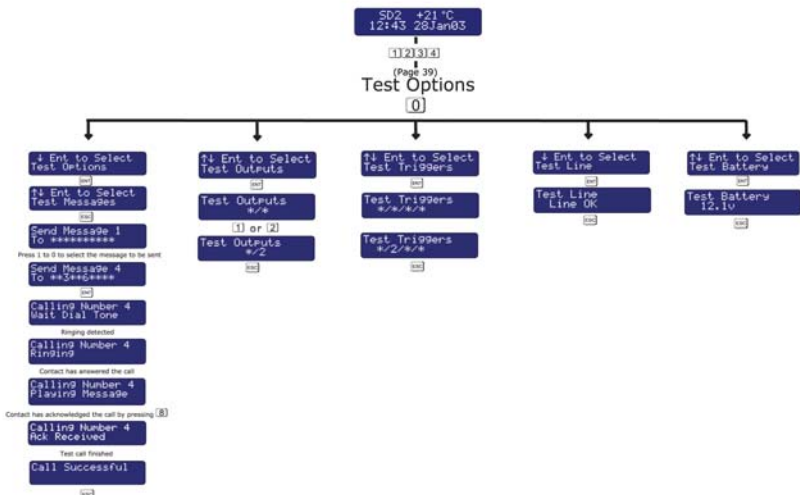 SD2 +21°C
12:43 28Jan03
1 2 3 4
(Page 39)
Test Options
0
↓ Ent to Select
Test Options
ENT
↑↓ Ent to Select
Test Messages
ESC
Send Message 1
To **********
Press 1 to 0 to select the message to be sent
Send Message 4
To **3**6****
ENT
Calling Number 4
Wait Dial Tone
Ringing detected
Calling Number 4
Ringing
Contact has answered the call
Calling Number 4
Playing Message
Contact has acknowledged the call by pressing 8
Calling Number 4
Ack Received
Test call finished
Call Successful
ESC
↑↓ Ent to Select
Test Outputs
ENT
Test Outputs
*/*
1 or 2
Test Outputs
*/2
ESC
↑↓ Ent to Select
Test Triggers
ENT
Test Triggers
*/*/*/*
Test Triggers
*/2/*/*
ESC
↓ Ent to Select
Test Line
ENT
Test Line
Line OK
ESC
↑↓ Ent to Select
Test Battery
ENT
Test Battery
12.1v
ESC